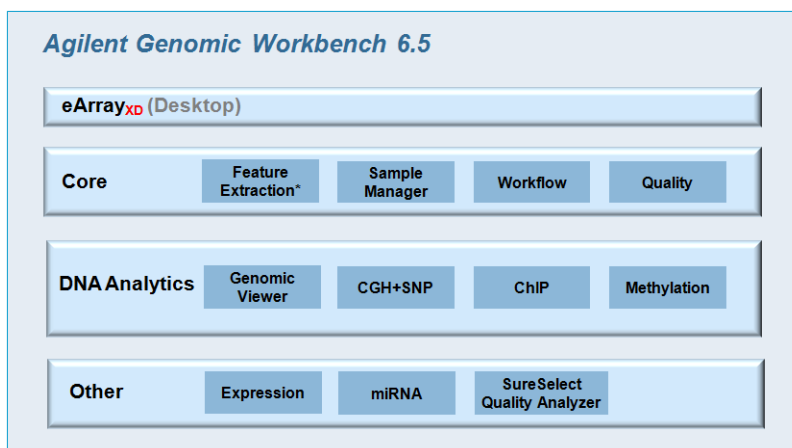 Agilent Genomic Workbench 6.5
eArrayXD (Desktop)
Core
Feature
Extraction*
Sample
Manager
Workflow
Quality
DNA Analytics
Genomic
Viewer
CGH+SNP
ChIP
Methylation
Other
Expression
miRNA
SureSelect
Quality Analyzer